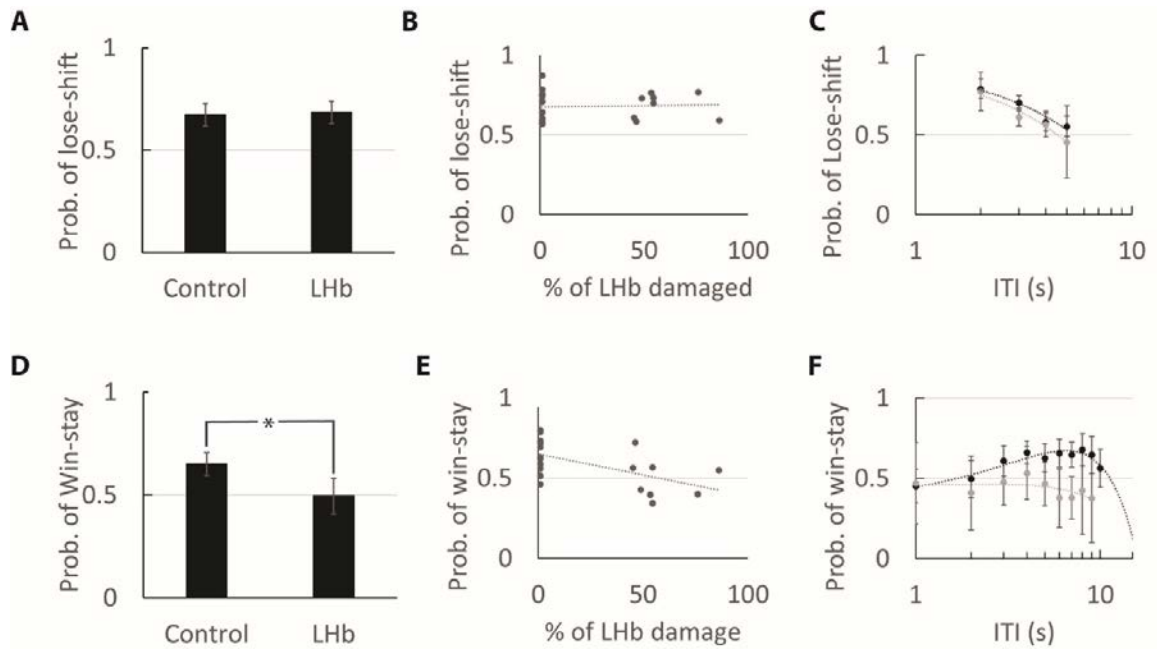 A
1
0.5
0
Prob. of lose-shift
Control
LHb
B
1
0.5
0
Prob. of lose-shift
0
50
100
% of LHb damaged
C
1
0.5
0
Prob. of Lose-shift
1
10
ITI (s)
D
1
0.5
0
Prob. of Win-stay
*
Control
LHb
E
1
0.5
0
Prob. of win-stay
0
50
100
% of LHb damage
F
1
0.5
0
Prob. of win-stay
1
10
ITI (s)